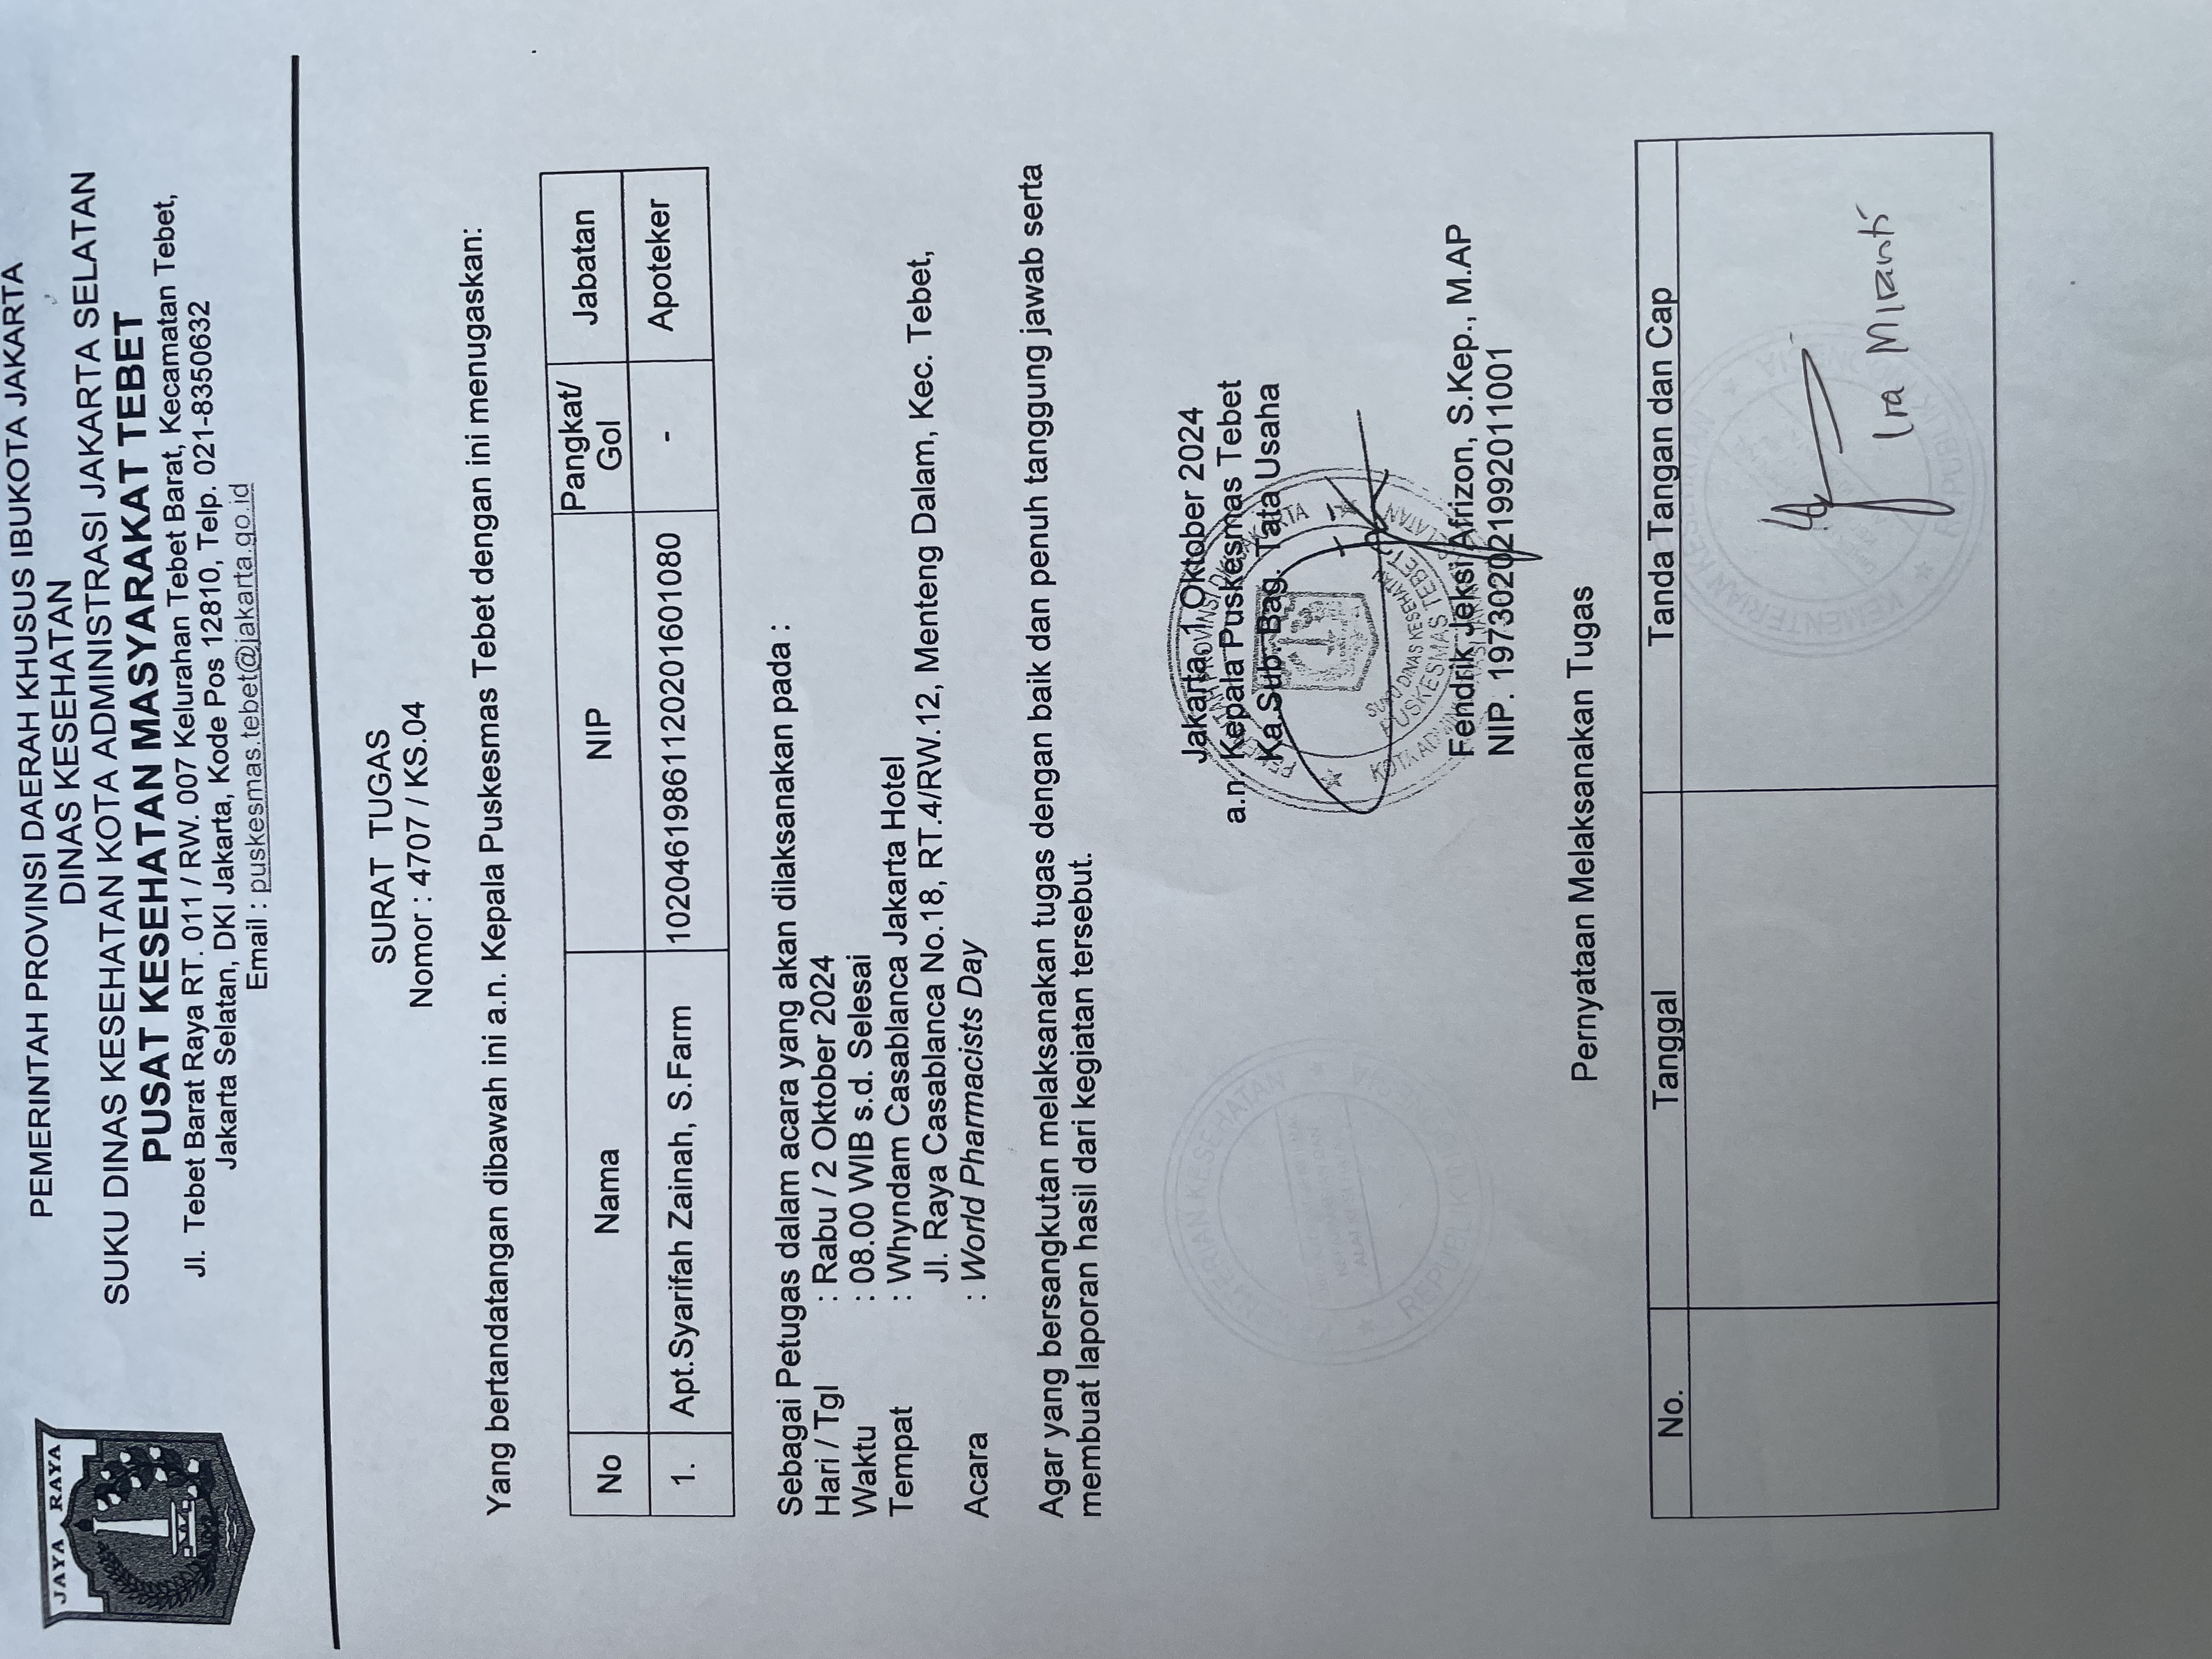 JAYA RAYA
PEMERINTAH PROVINSI DAERAH KHUSUS IBUKOTA JAKARTA
DINAS KESEHATAN
SUKU DINAS KESEHATAN KOTA ADMINISTRASI JAKARTA SELATAN
PUSAT KESEHATAN MASYARAKAT TEBET
Jl. Tebet Barat Raya RT. 011 / RW. 007 Kelurahan Tebet Barat, Kecamatan Tebet,
Jakarta Selatan, DKI Jakarta, Kode Pos 12810, Telp. 021-8350632
Email : puskesmas.tebet@jakarta.go.id
SURAT TUGAS
Nomor : 4707 / KS.04
Yang bertandatangan dibawah ini a.n. Kepala Puskesmas Tebet dengan ini menugaskan:
No Nama NIP Pangkat/ Gol Jabatan
1. Apt.Syarifah Zainah, S.Farm 10204619861120201601080 - Apoteker
Sebagai Petugas dalam acara yang akan dilaksanakan pada :
Hari / Tgl : Rabu / 2 Oktober 2024
Waktu : 08.00 WIB s.d. Selesai
Tempat : Whyndam Casablanca Jakarta Hotel
Jl. Raya Casablanca No.18, RT.4/RW.12, Menteng Dalam, Kec. Tebet,
Acara : World Pharmacists Day
Agar yang bersangkutan melaksanakan tugas dengan baik dan penuh tanggung jawab serta
membuat laporan hasil dari kegiatan tersebut.
Jakarta, 1 Oktober 2024
a.n. Kepala Puskesmas Tebet
Ka.Sub. Bag. Tata Usaha
PEMERINTAH PROVINSI DKI JAKARTA
SUKU DINAS KESEHATAN
PUSKESMAS TEBET
KOTA ADMINISTRASI JAKARTA SELATAN
Fendrik Jeksi Afrizon, S.Kep., M.AP
NIP. 197302021992011001
Pernyataan Melaksanakan Tugas
No. Tanggal Tanda Tangan dan Cap
KEMENTERIAN KESEHATAN
REPUBLIK
Ira Miranti